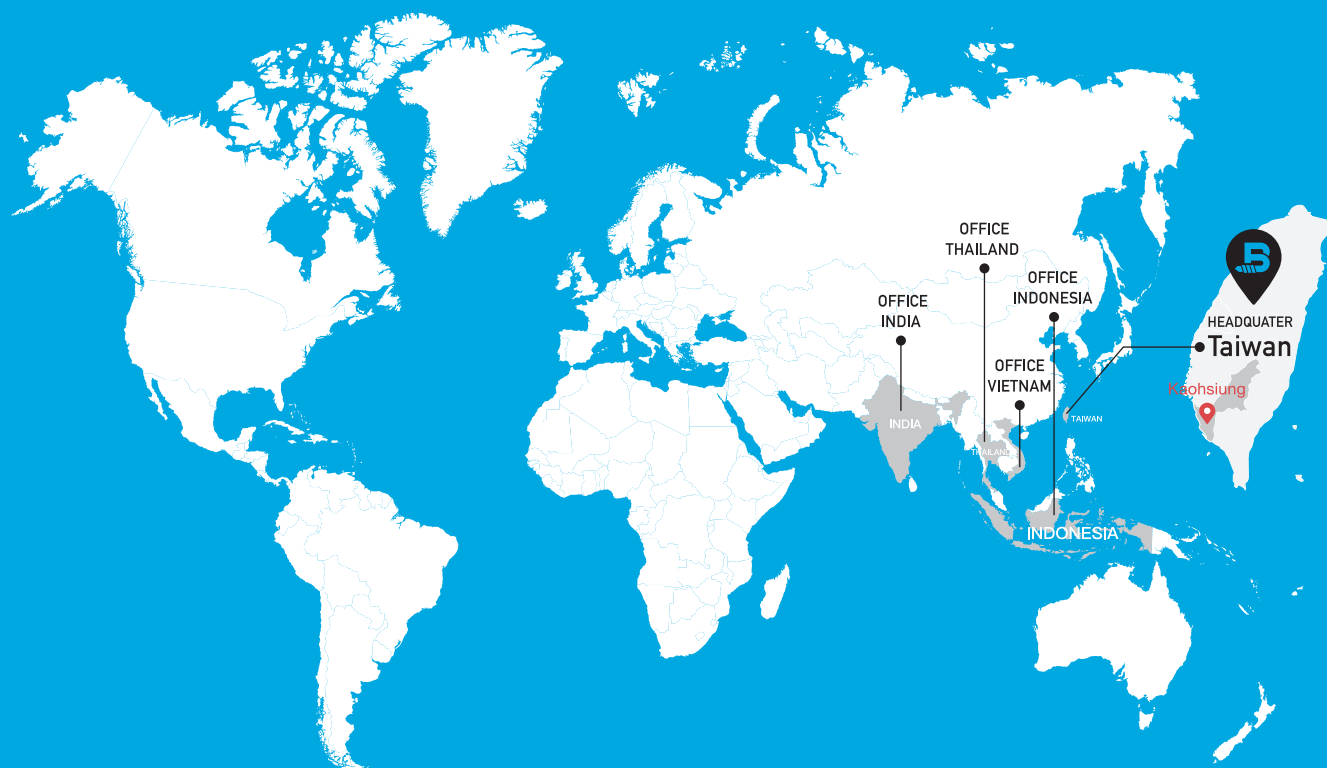 OFFICE
THAILAND
OFFICE
INDONESIA
OFFICE
INDIA
OFFICE
VIETNAM
B
HEADQUATER
Taiwan
Kaohsiung
TAIWAN
INDIA
THAILAND
INDONESIA